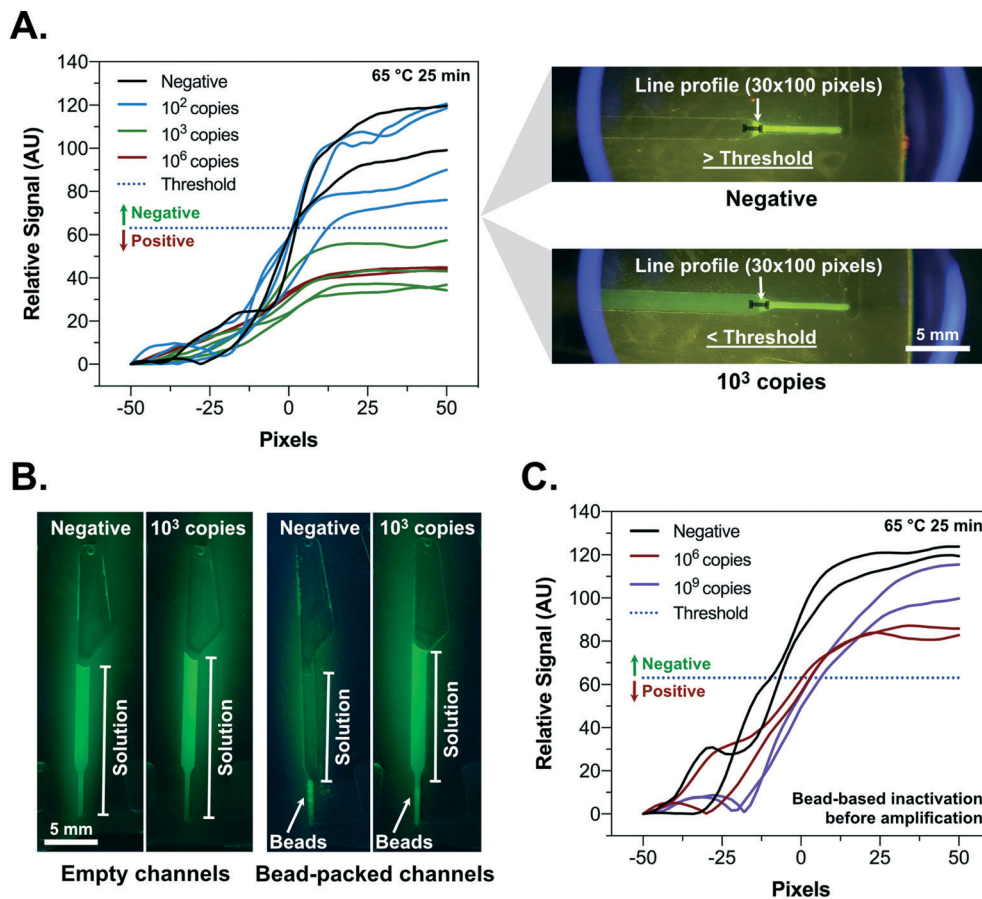 A.
140
120
100
80
60
40
20
0
Relative Signal (AU)
-50
-25
0
25
50
Pixels
65 °C 25 min
Negative
10² copies
10³ copies
10⁶ copies
Threshold
Negative
Positive
Line profile (30x100 pixels)
> Threshold
Negative
Line profile (30x100 pixels)
< Threshold
5 mm
10³ copies
B.
Negative
10³ copies
Negative
10³ copies
Solution
Solution
Solution
Solution
5 mm
Beads
Beads
Empty channels
Bead-packed channels
C.
140
120
100
80
60
40
20
0
Relative Signal (AU)
-50
-25
0
25
50
Pixels
65 °C 25 min
Negative
10⁶ copies
10⁹ copies
Threshold
Negative
Positive
Bead-based inactivation
before amplification